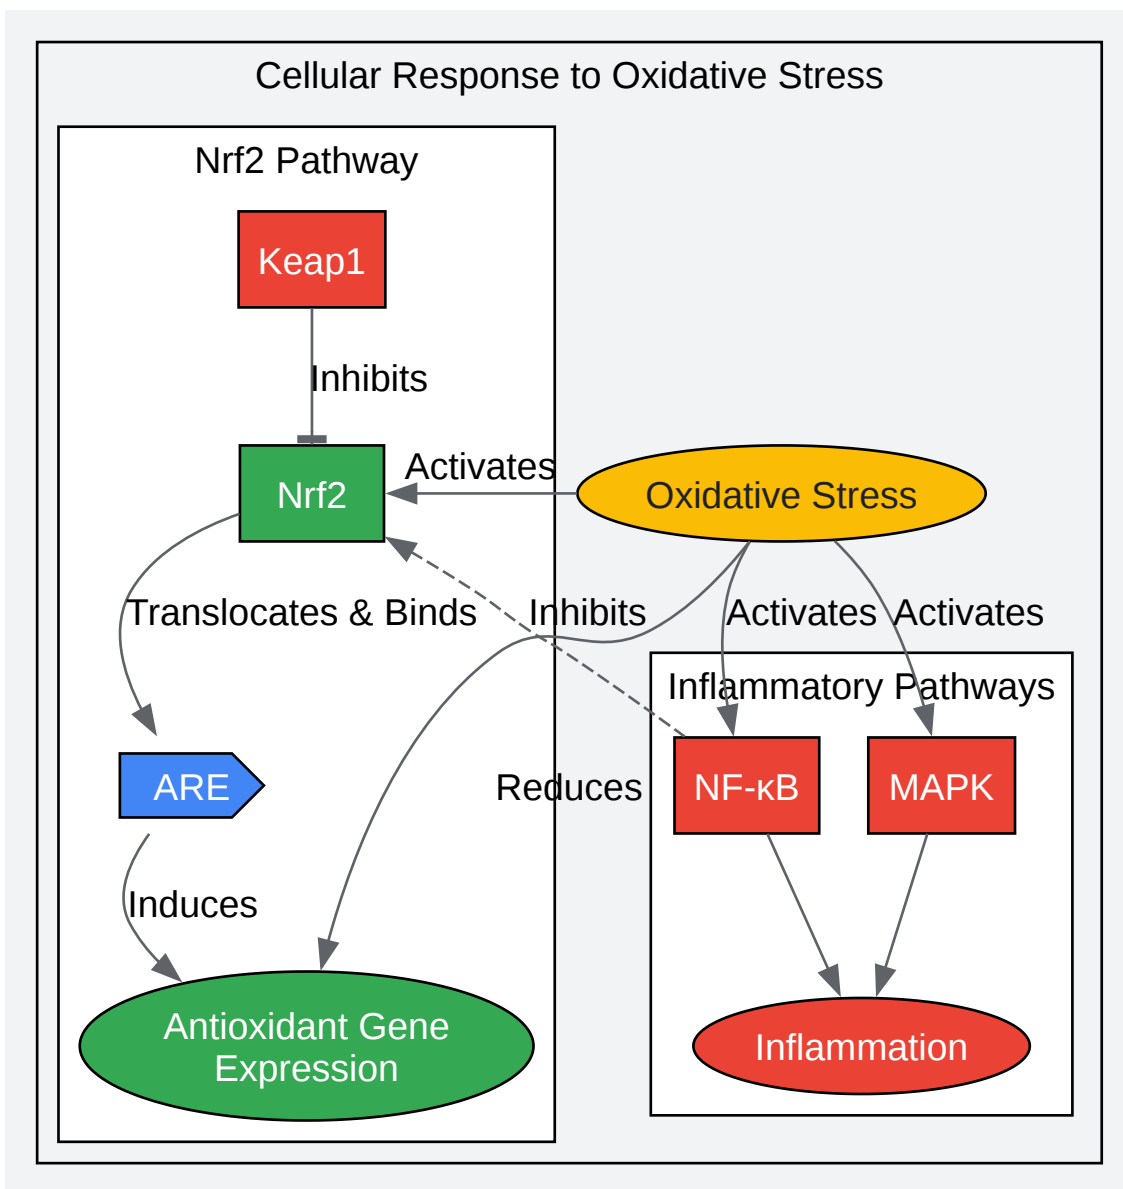 Cellular Response to Oxidative Stress
Nrf2 Pathway
Keap1
Inhibits
Activates
Nrf2
Oxidative Stress
Translocates & Binds
Inhibits
Activates
Activates
Inflammatory Pathways
ARE
Reduces
NF-κB
MAPK
Induces
Antioxidant Gene
Expression
Inflammation